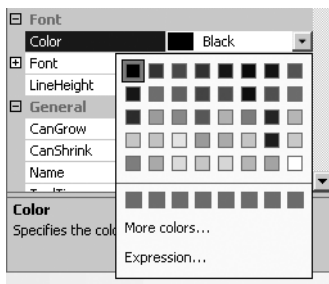 Font
Color Black
Font
LineHeight
General
CanGrow
CanShrink
Name
Color
Specifies the colo
More colors...
Expression...